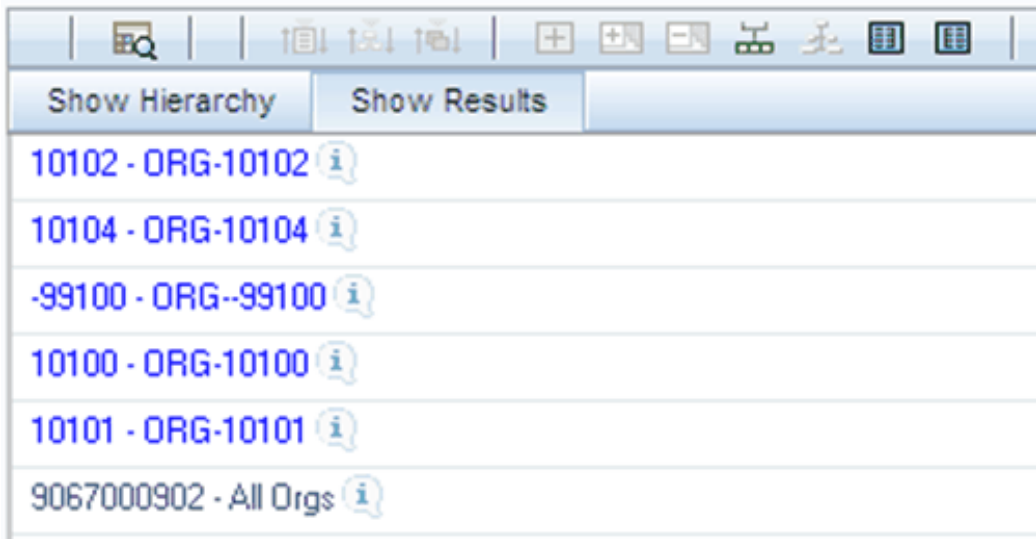 Show Hierarchy Show Results
10102 - ORG-10102
10104 - ORG-10104
-99100 - ORG--99100
10100 - ORG-10100
10101 - ORG-10101
9067000902 - All Orgs